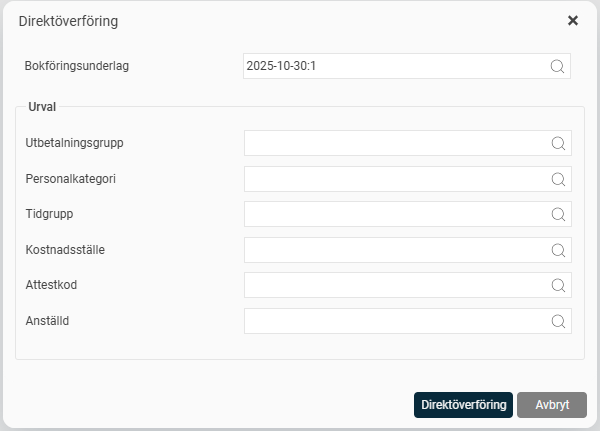 Direktöverföring
Bokföringsunderlag 2025-10-30:1
Urval
Utbetalningsgrupp
Personalkategori
Tidgrupp
Kostnadsställe
Attestkod
Anställd
Direktöverföring Avbryt